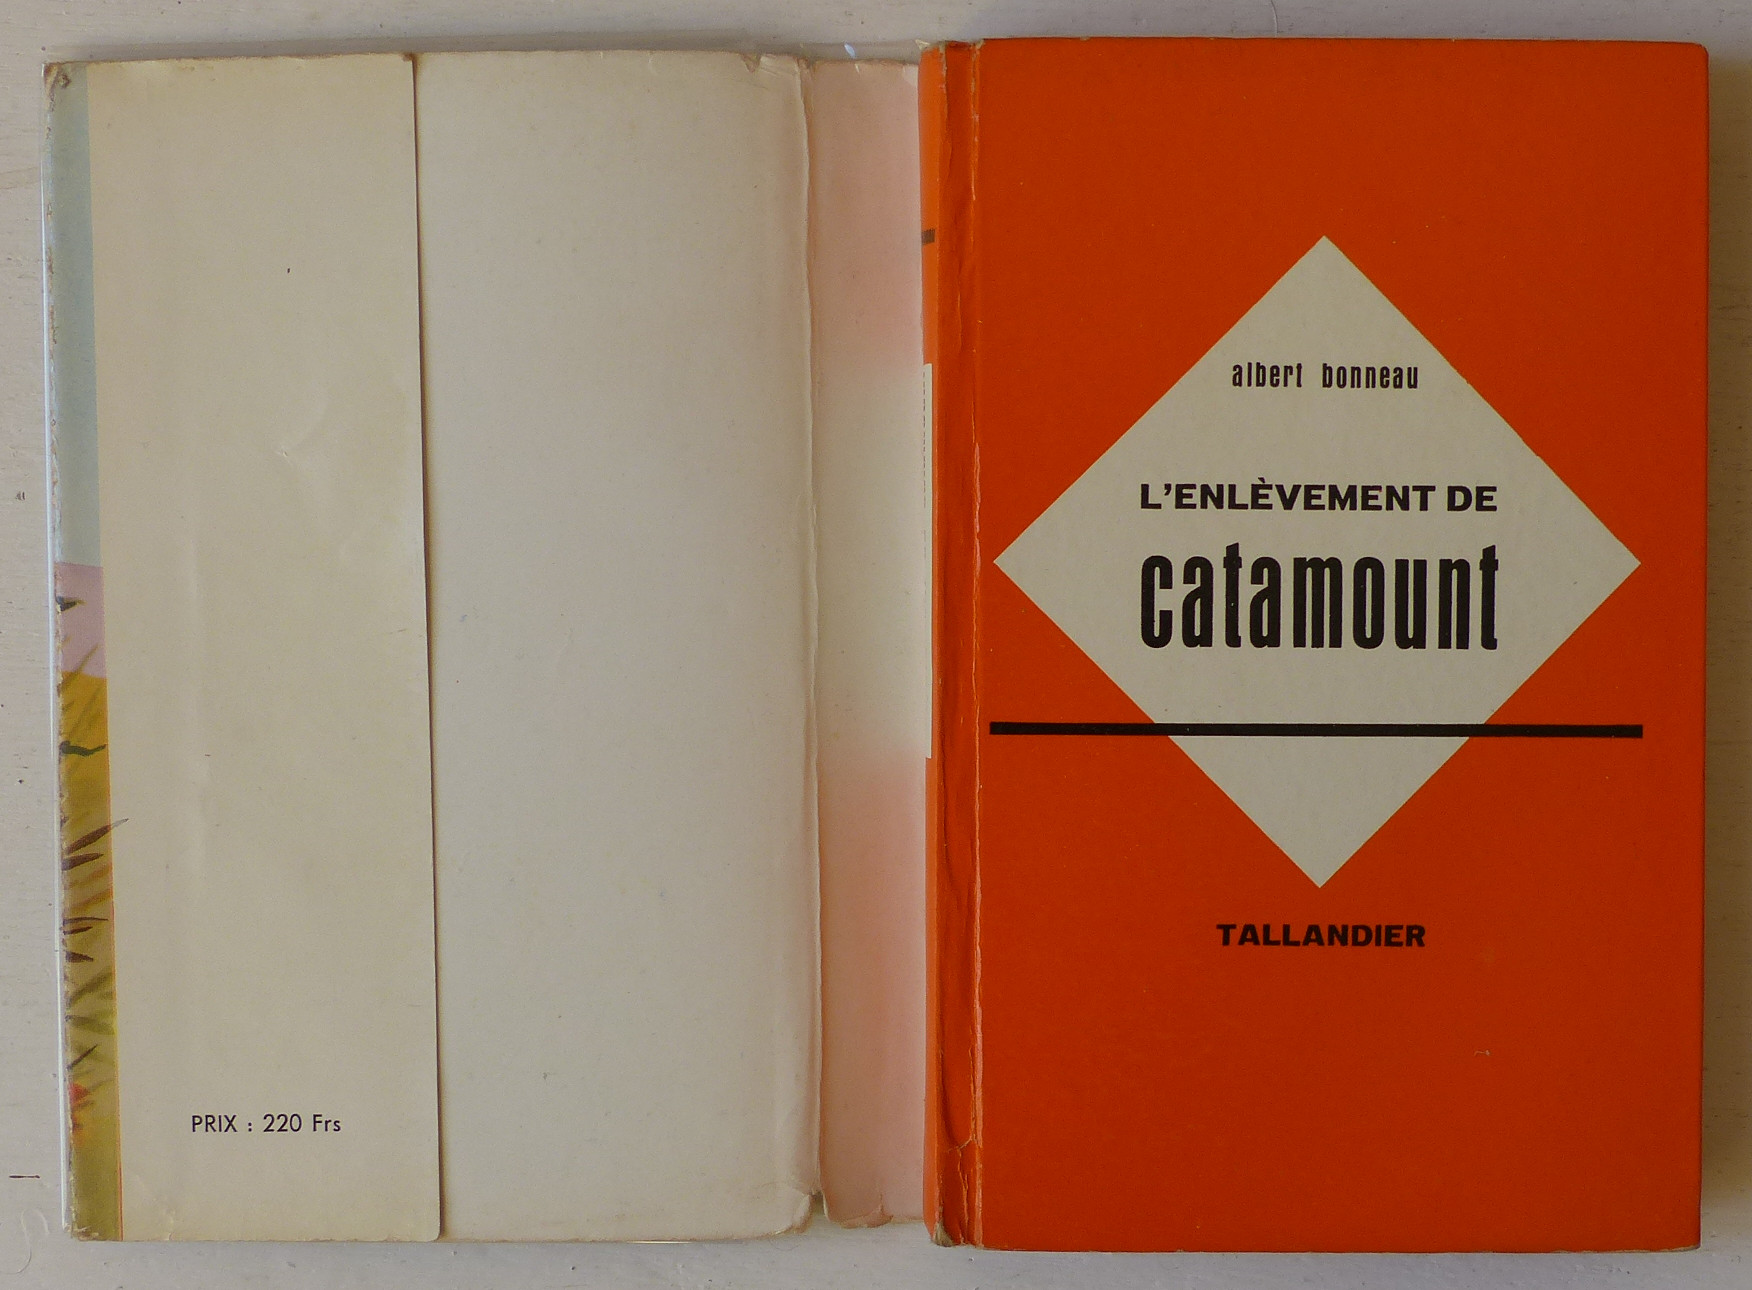 PRIX : 220 Frs
albert bonneau
L'ENLÈVEMENT DE
catamount
TALLANDIER